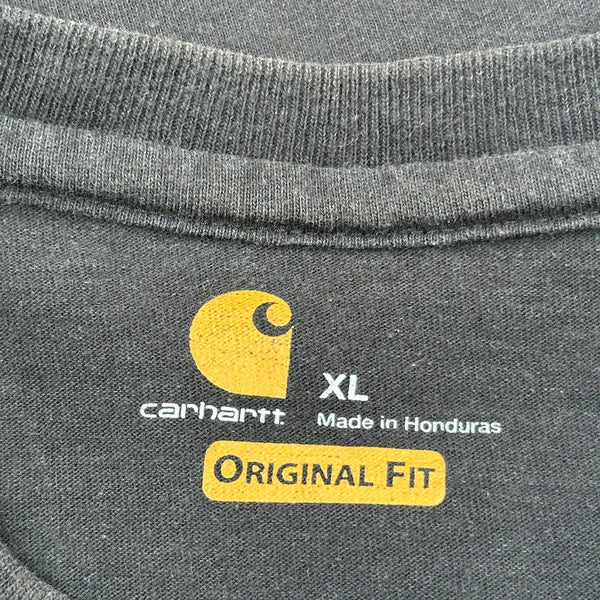 XL
carhartt
Made in Honduras
ORIGINAL FIT